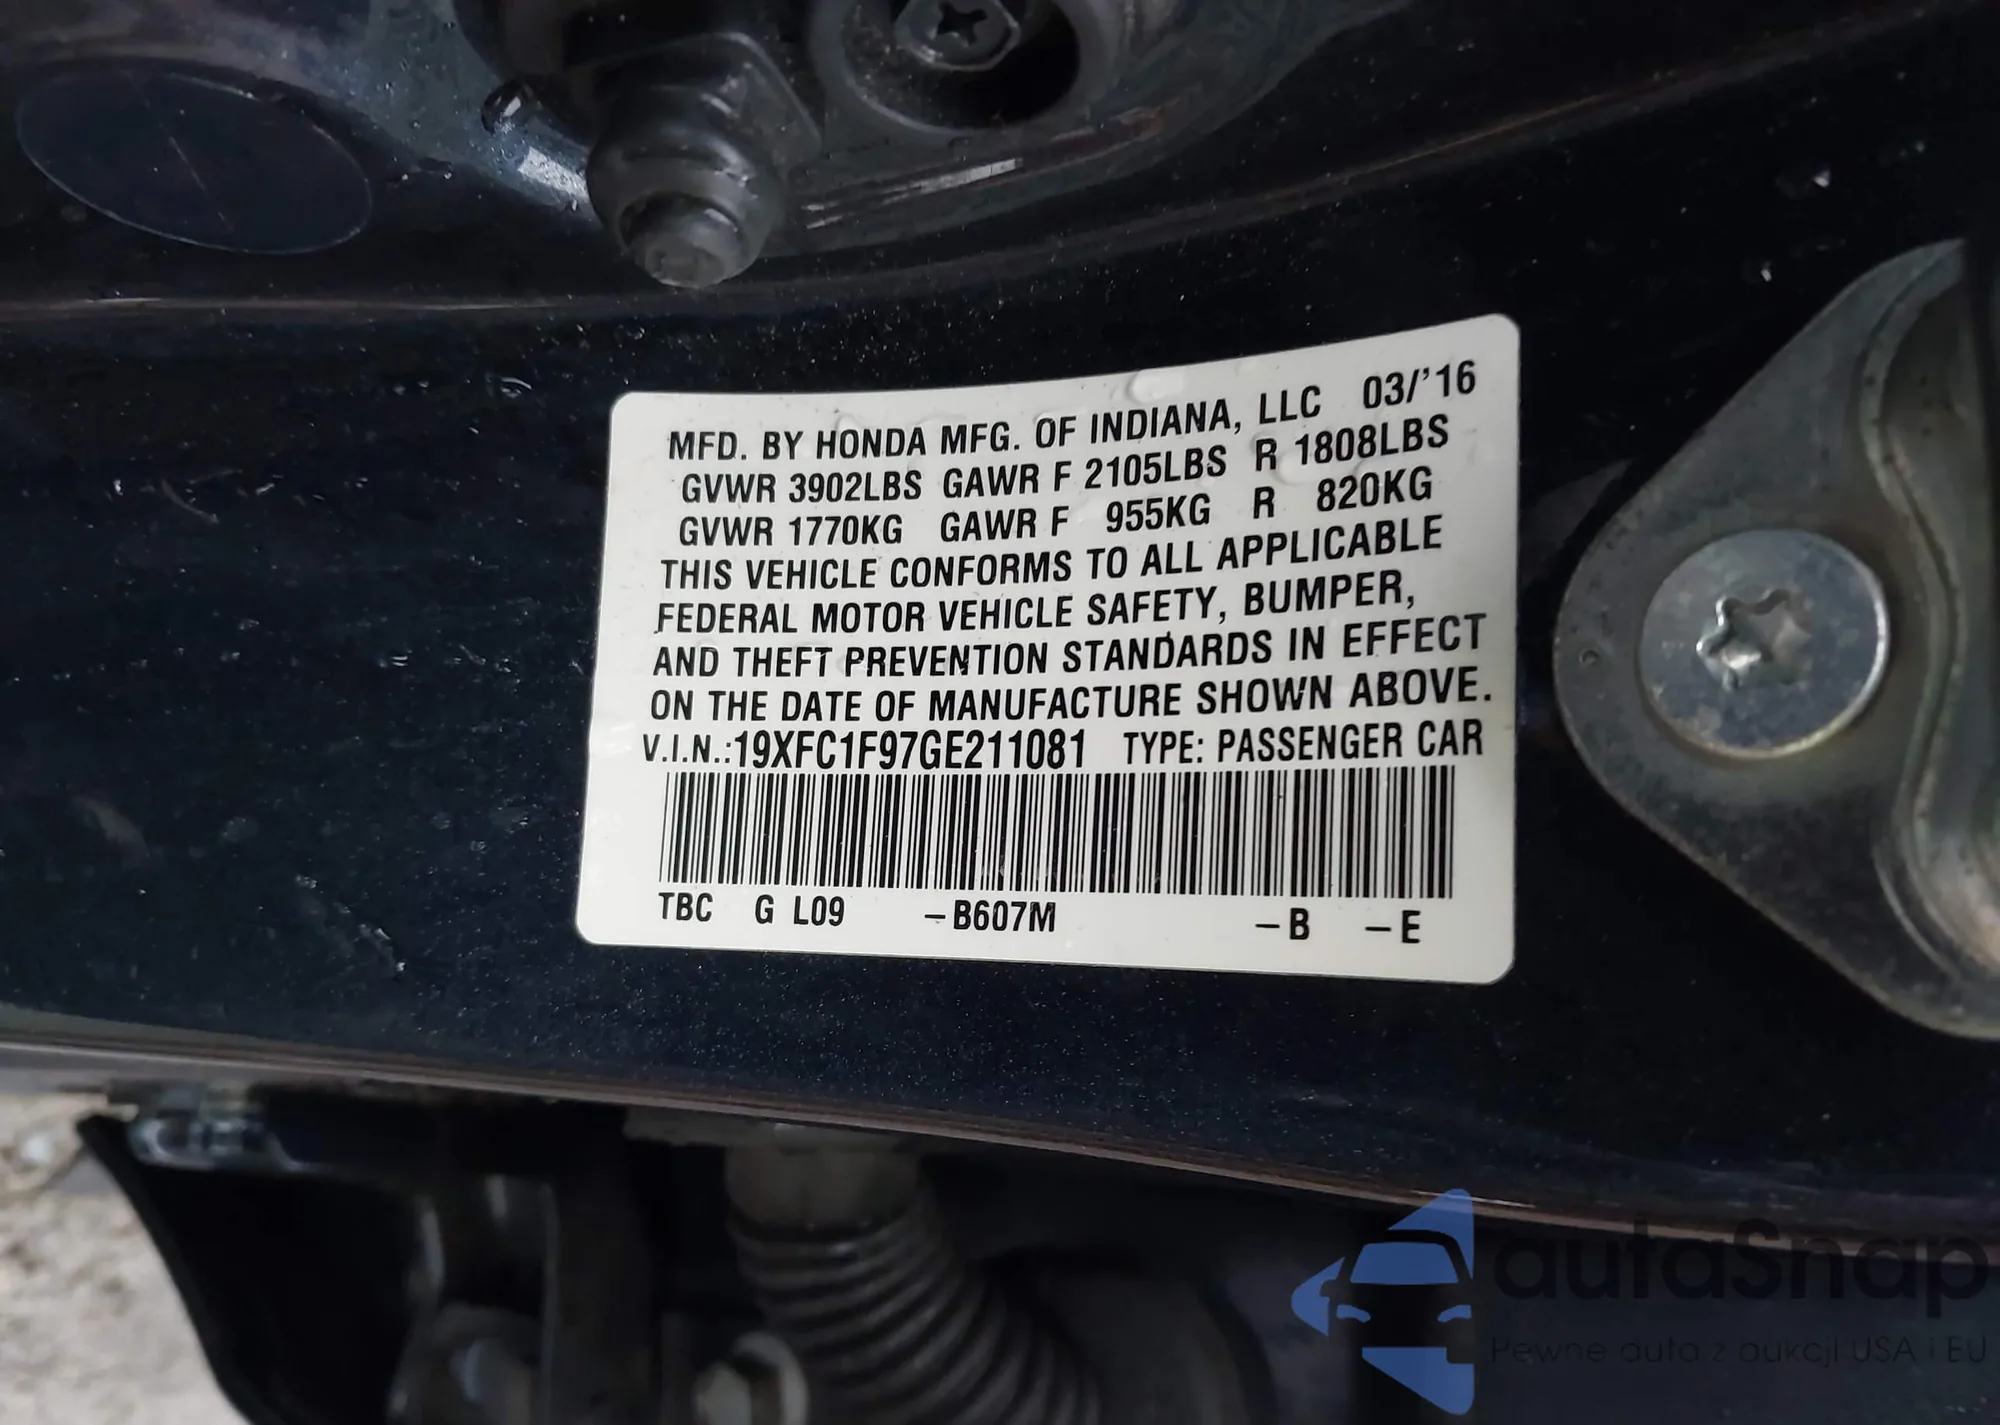 MFD. BY HONDA MFG. OF INDIANA, LLC 03/'16
GVWR 3902LBS GAWR F 2105LBS R 1808LBS
GVWR 1770KG GAWR F 955KG R 820KG
THIS VEHICLE CONFORMS TO ALL APPLICABLE
FEDERAL MOTOR VEHICLE SAFETY, BUMPER,
AND THEFT PREVENTION STANDARDS IN EFFECT
ON THE DATE OF MANUFACTURE SHOWN ABOVE.
V.I.N.:19XFC1F97GE211081 TYPE: PASSENGER CAR
TBC G L09 -B607M -B -E
autaSnap
Pewne auta z aukcji USA i EU